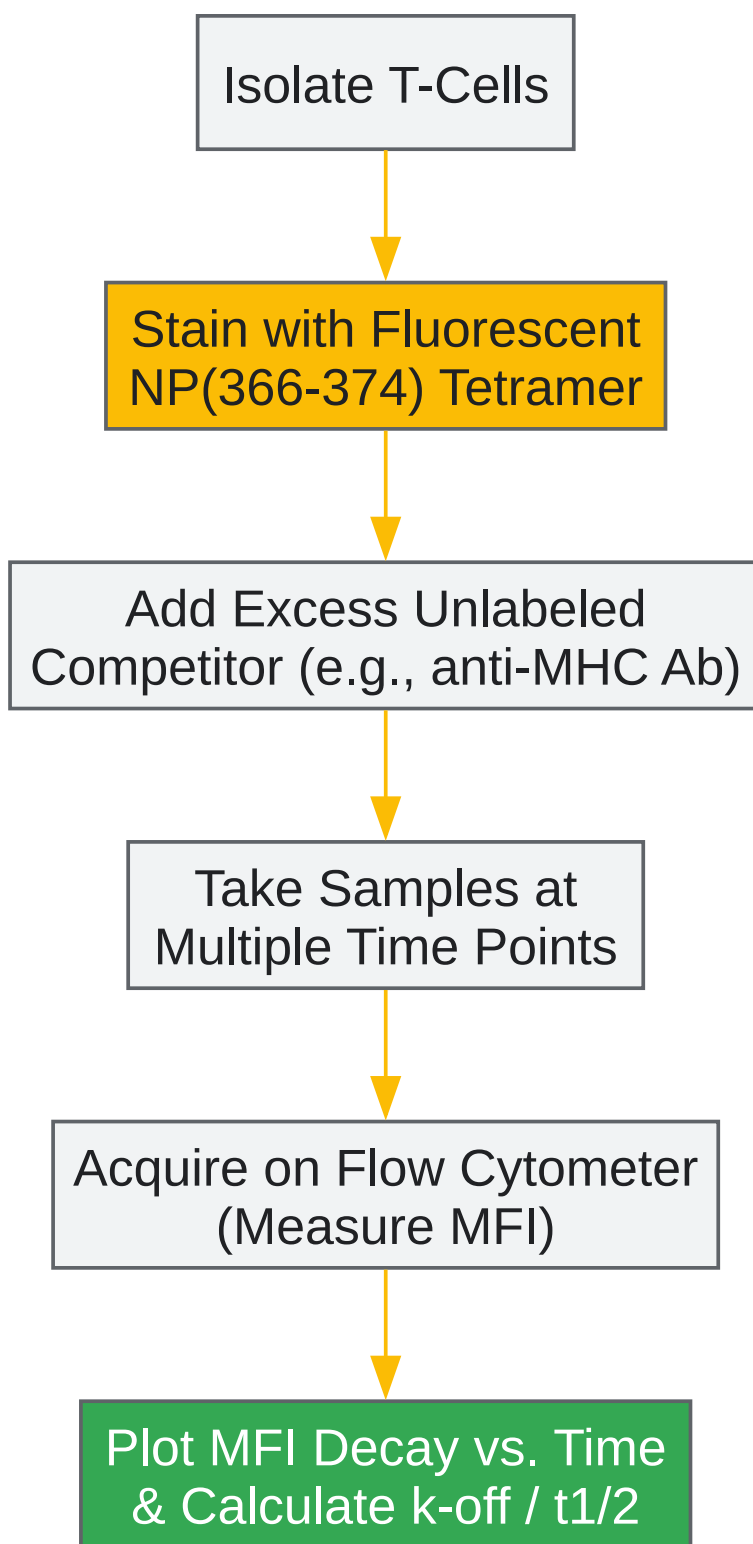 Isolate T-Cells
Stain with Fluorescent
NP(366-374) Tetramer
Add Excess Unlabeled
Competitor (e.g., anti-MHC Ab)
Take Samples at
Multiple Time Points
Acquire on Flow Cytometer
(Measure MFI)
Plot MFI Decay vs. Time
& Calculate k-off / t1/2